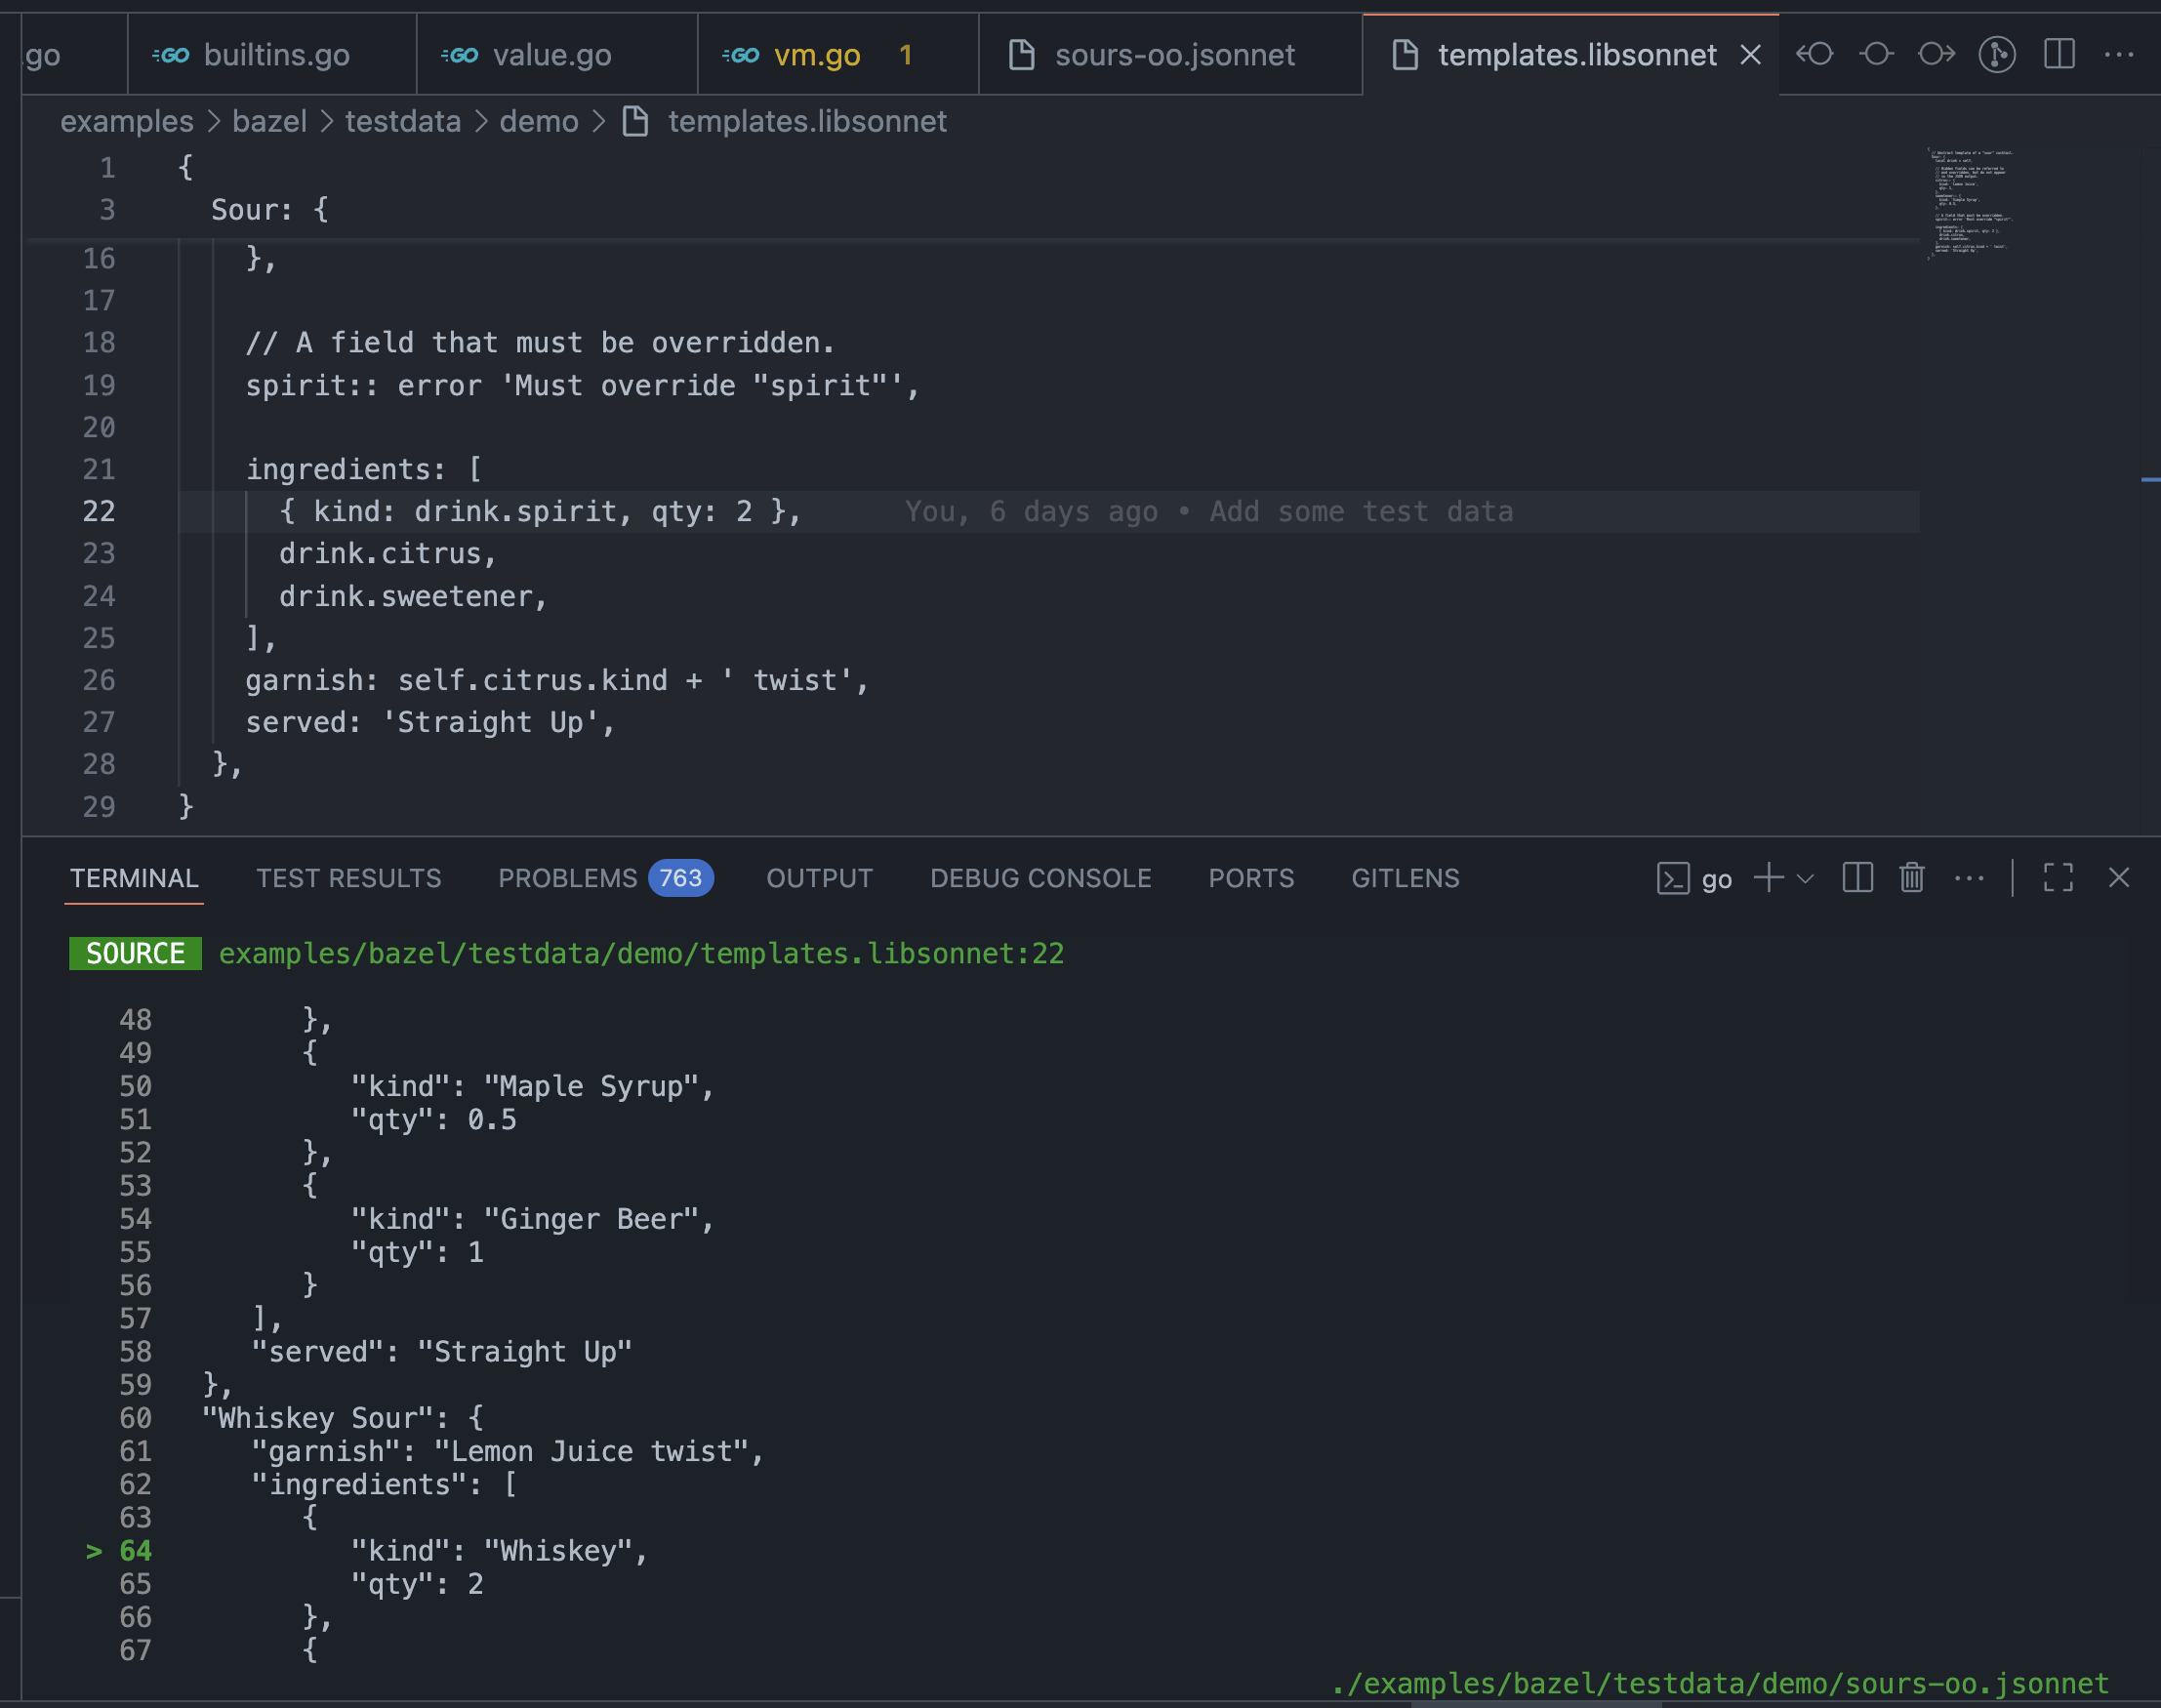 .go GO builtins.go GO value.go GO vm.go 1 sours-oo.jsonnet templates.libsonnet
examples > bazel > testdata > demo > templates.libsonnet
1 {
3 Sour: {
16 },
17
18 // A field that must be overridden.
19 spirit:: error 'Must override "spirit"',
20
21 ingredients: [
22 { kind: drink.spirit, qty: 2 }, You, 6 days ago • Add some test data
23 drink.citrus,
24 drink.sweetener,
25 ],
26 garnish: self.citrus.kind + ' twist',
27 served: 'Straight Up',
28 },
29 }
TERMINAL TEST RESULTS PROBLEMS 763 OUTPUT DEBUG CONSOLE PORTS GITLENS go
SOURCE examples/bazel/testdata/demo/templates.libsonnet:22
48 },
49 {
50 "kind": "Maple Syrup",
51 "qty": 0.5
52 },
53 {
54 "kind": "Ginger Beer",
55 "qty": 1
56 }
57 ],
58 "served": "Straight Up"
59 },
60 "Whiskey Sour": {
61 "garnish": "Lemon Juice twist",
62 "ingredients": [
63 {
> 64 "kind": "Whiskey",
65 "qty": 2
66 },
67 {
./examples/bazel/testdata/demo/sours-oo.jsonnet